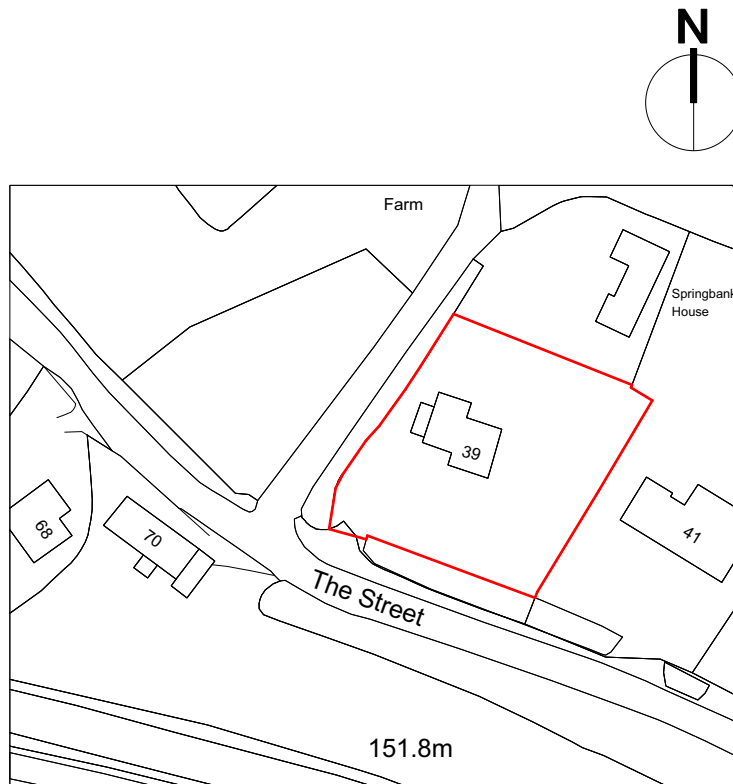 N
Farm
Springbank
House
39
41
68
70
The Street
151.8m